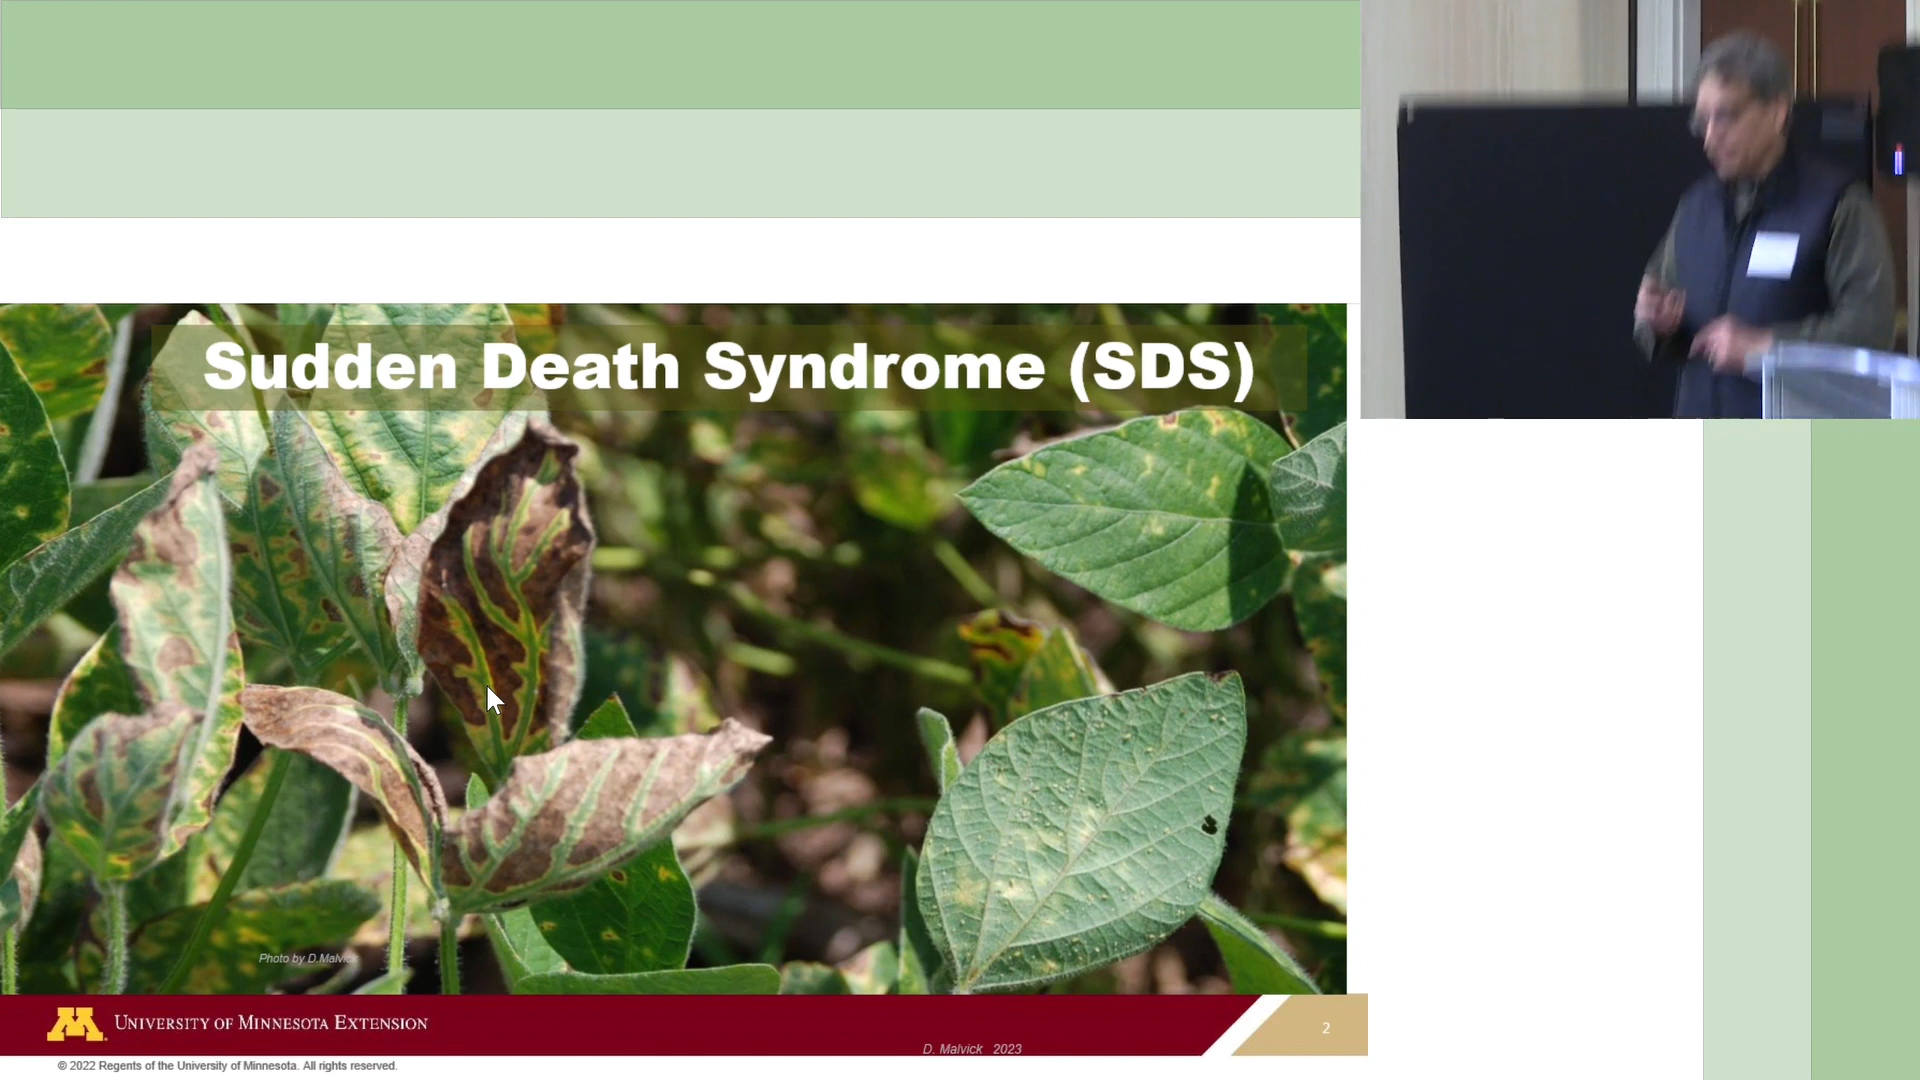 Sudden Death Syndrome (SDS)
Photo by D.Malvick
University of Minnesota Extension
2
D. Malvick 2023
© 2022 Regents of the University of Minnesota. All rights reserved.